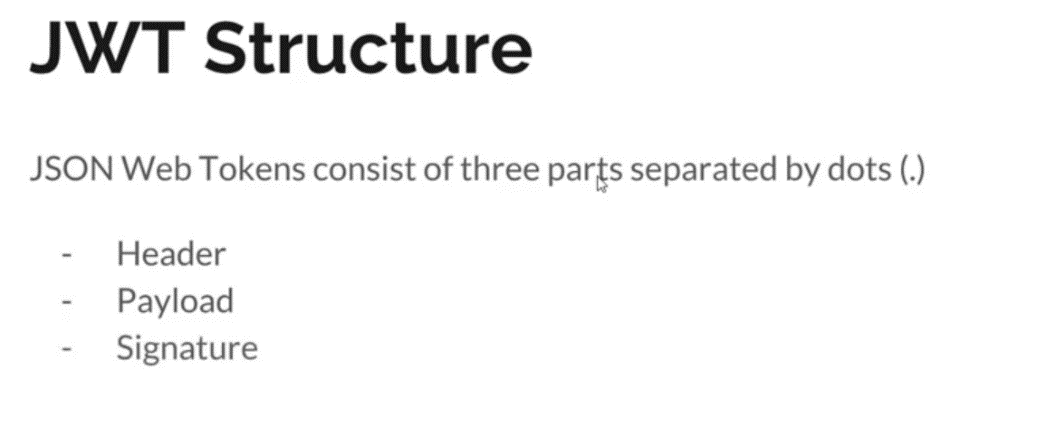 JWT Structure
JSON Web Tokens consist of three parts separated by dots (.)
- Header
- Payload
- Signature